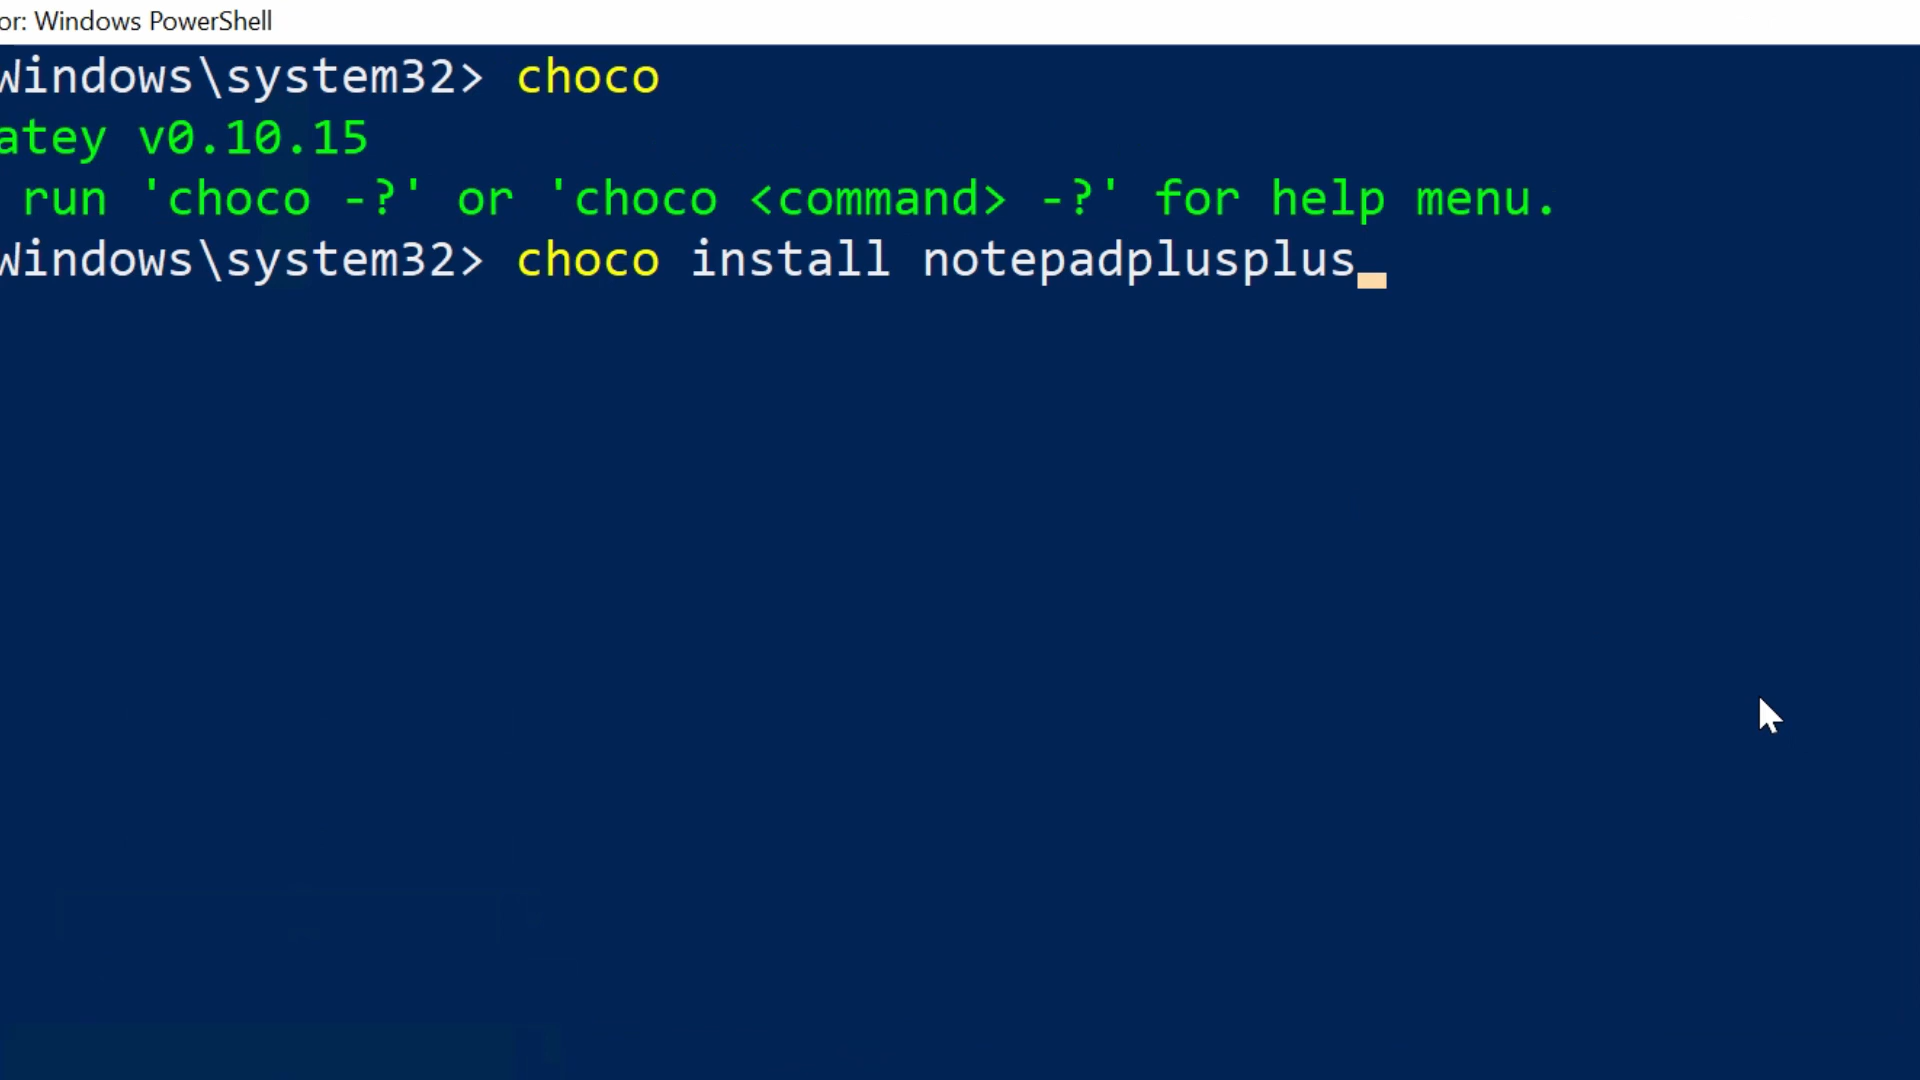 or: Windows PowerShell
Windows\system32> choco
atey v0.10.15
run 'choco -?' or 'choco <command> -?' for help menu.
Windows\system32> choco install notepadplusplus